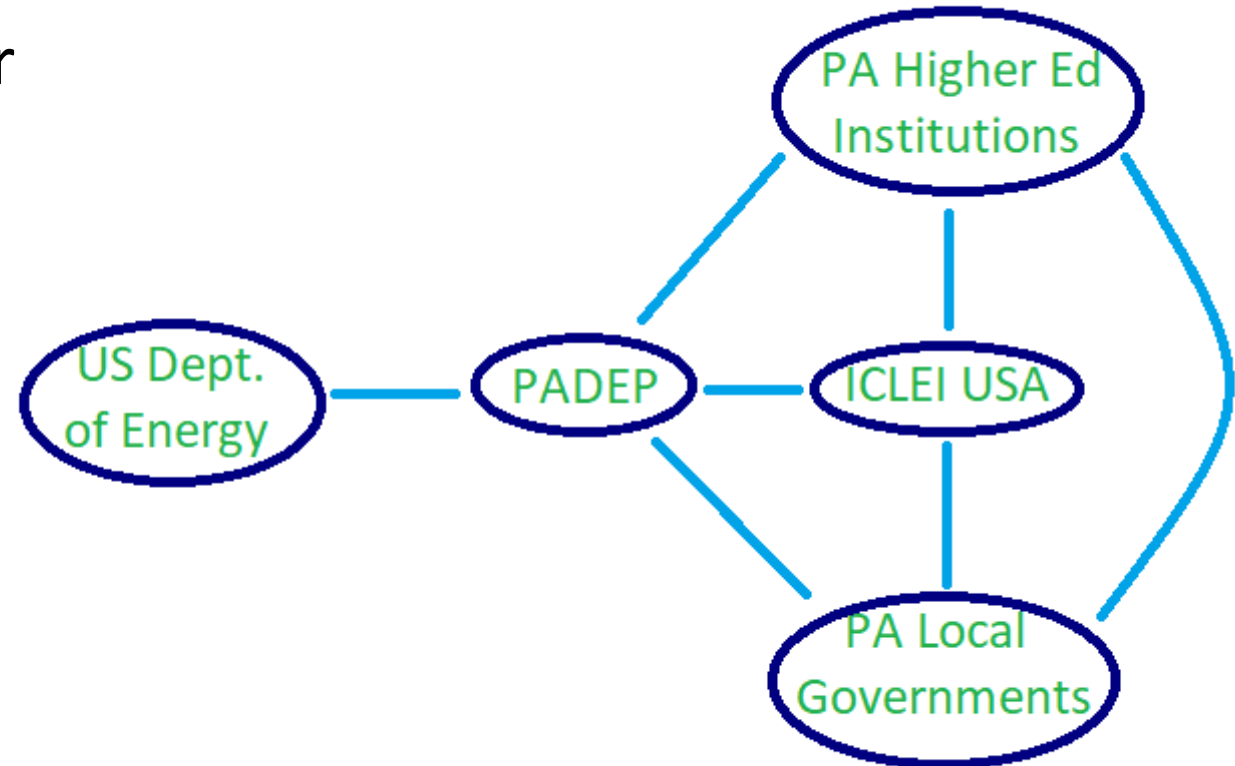 r
PA Higher Ed
Institutions
US Dept.
of Energy
PADEP
ICLEI USA
PA Local
Governments